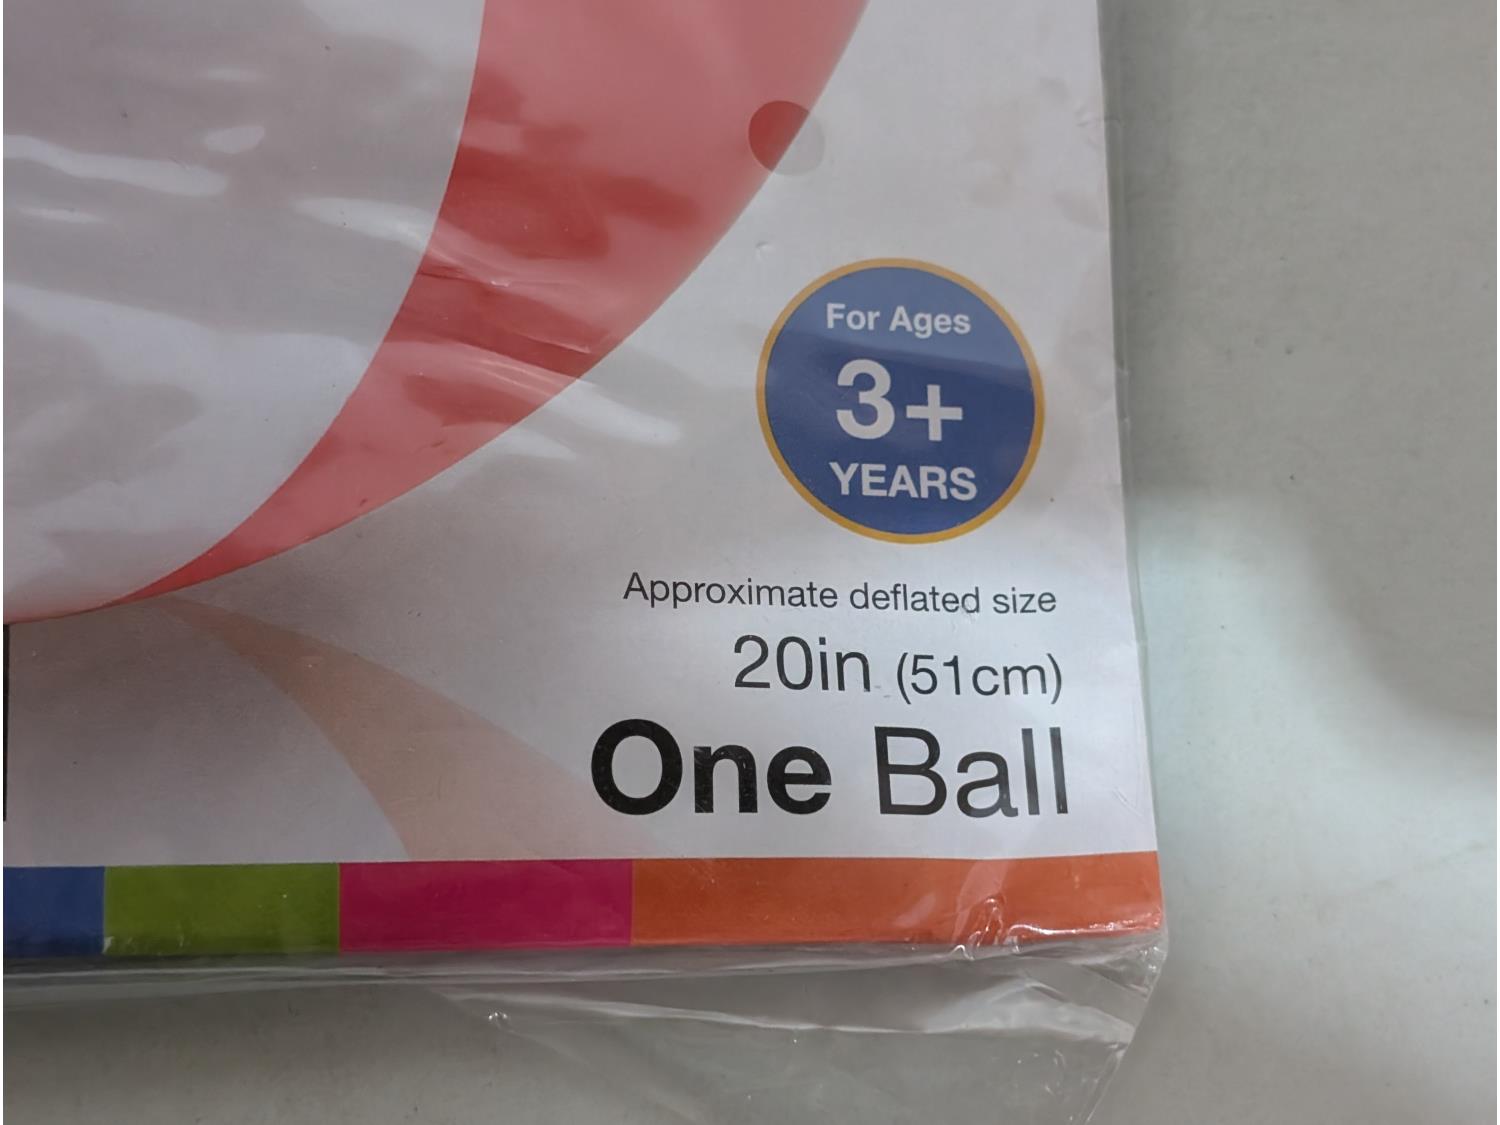 For Ages
3+
YEARS
Approximate deflated size
20in (51cm)
One Ball